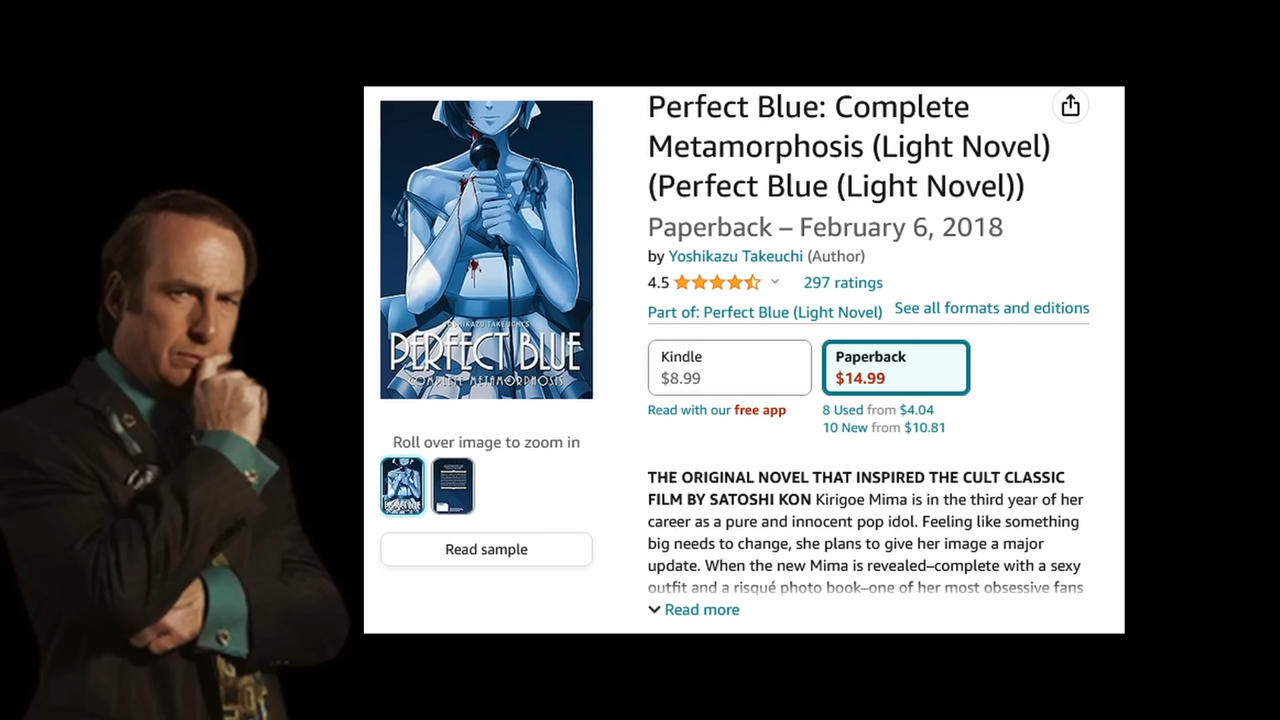 YOSHIKAZU TAKEUCHI'S
PERFECT BLUE
COMPLETE METAMORPHOSIS
Roll over image to zoom in
Read sample
Perfect Blue: Complete
Metamorphosis (Light Novel)
(Perfect Blue (Light Novel))
Paperback – February 6, 2018
by Yoshikazu Takeuchi (Author)
4.5 297 ratings
Part of: Perfect Blue (Light Novel) See all formats and editions
Kindle
$8.99
Paperback
$14.99
Read with our free app
8 Used from $4.04
10 New from $10.81
THE ORIGINAL NOVEL THAT INSPIRED THE CULT CLASSIC
FILM BY SATOSHI KON Kirigoe Mima is in the third year of her
career as a pure and innocent pop idol. Feeling like something
big needs to change, she plans to give her image a major
update. When the new Mima is revealed–complete with a sexy
outfit and a risqué photo book–one of her most obsessive fans
Read more